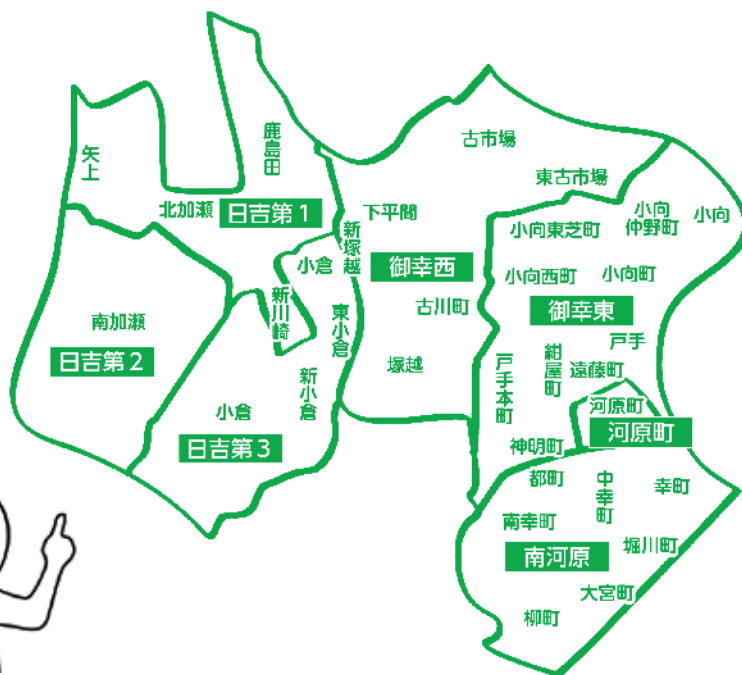 矢上
鹿島田
北加瀬
日吉第1
新川崎
南加瀬
日吉第2
小倉
小倉
新小倉
東小倉
日吉第3
古市場
東古市場
下平間
新塚越
御幸西
古川町
塚越
小向
仲野町
小向
小向東芝町
小向西町
小向町
御幸東
戸手
紺屋町
遠藤町
戸手本町
神明町
河原町
河原町
都町
中幸町
幸町
南幸町
堀川町
南河原
大宮町
柳町